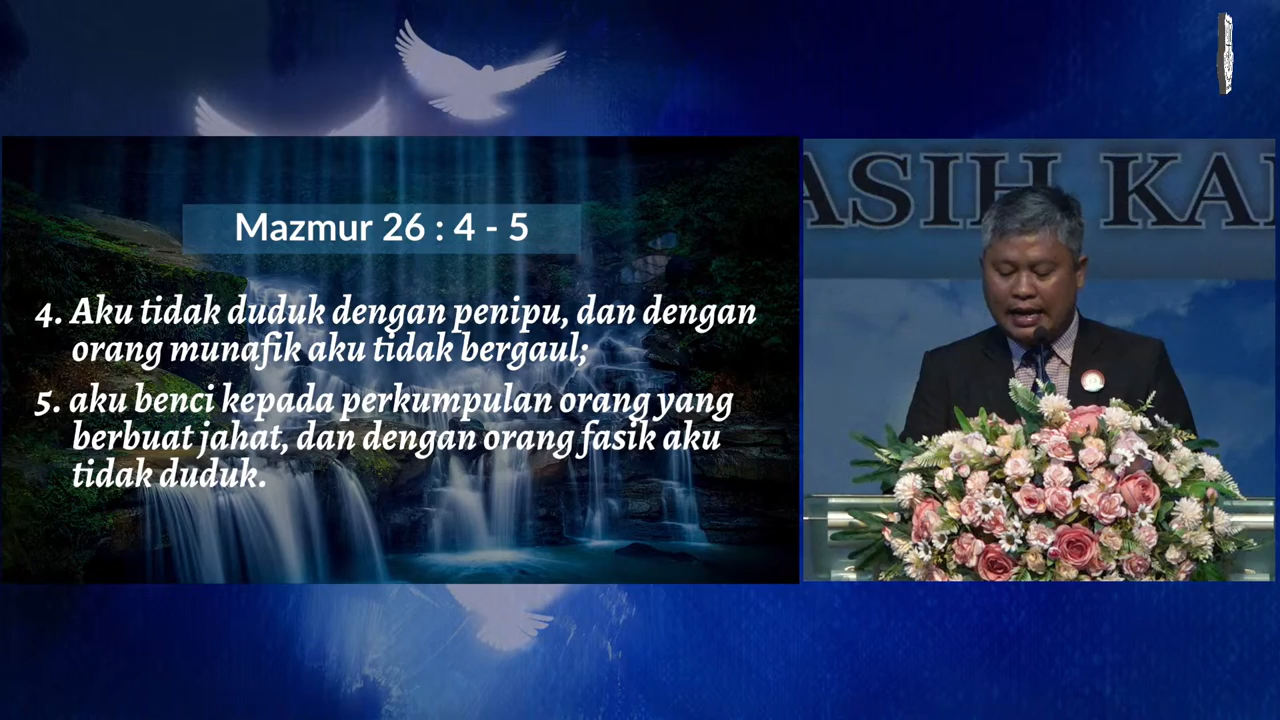 Mazmur 26 : 4 - 5
4. Aku tidak duduk dengan penipu, dan dengan
orang munafik aku tidak bergaul;
5. aku benci kepada perkumpulan orang yang
berbuat jahat, dan dengan orang fasik aku
tidak duduk.
ASIH KA